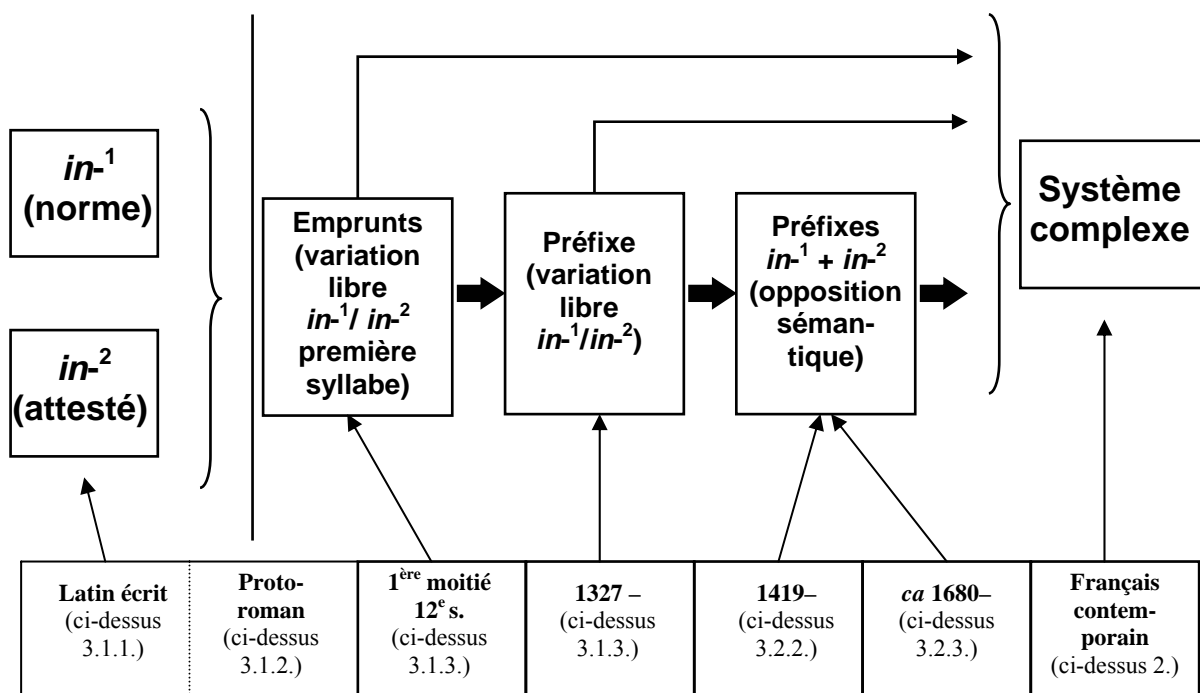 in-1
(norme)
in-2
(attesté)
Emprunts
(variation
libre
in-1/ in-2
première
syllabe)
Préfixe
(variation
libre
in-1/in-2)
Préfixes
in-1 + in-2
(opposition
séman-
tique)
Système
complexe
Latin écrit
(ci-dessus
3.1.1.)
Proto-
roman
(ci-dessus
3.1.2.)
1ère moitié
12e s.
(ci-dessus
3.1.3.)
1327 –
(ci-dessus
3.1.3.)
1419–
(ci-dessus
3.2.2.)
ca 1680–
(ci-dessus
3.2.3.)
Français
contem-
porain
(ci-dessus 2.)